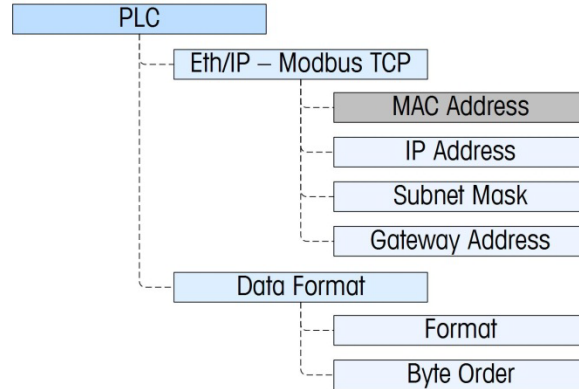 PLC
Eth/IP – Modbus TCP
MAC Address
IP Address
Subnet Mask
Gateway Address
Data Format
Format
Byte Order